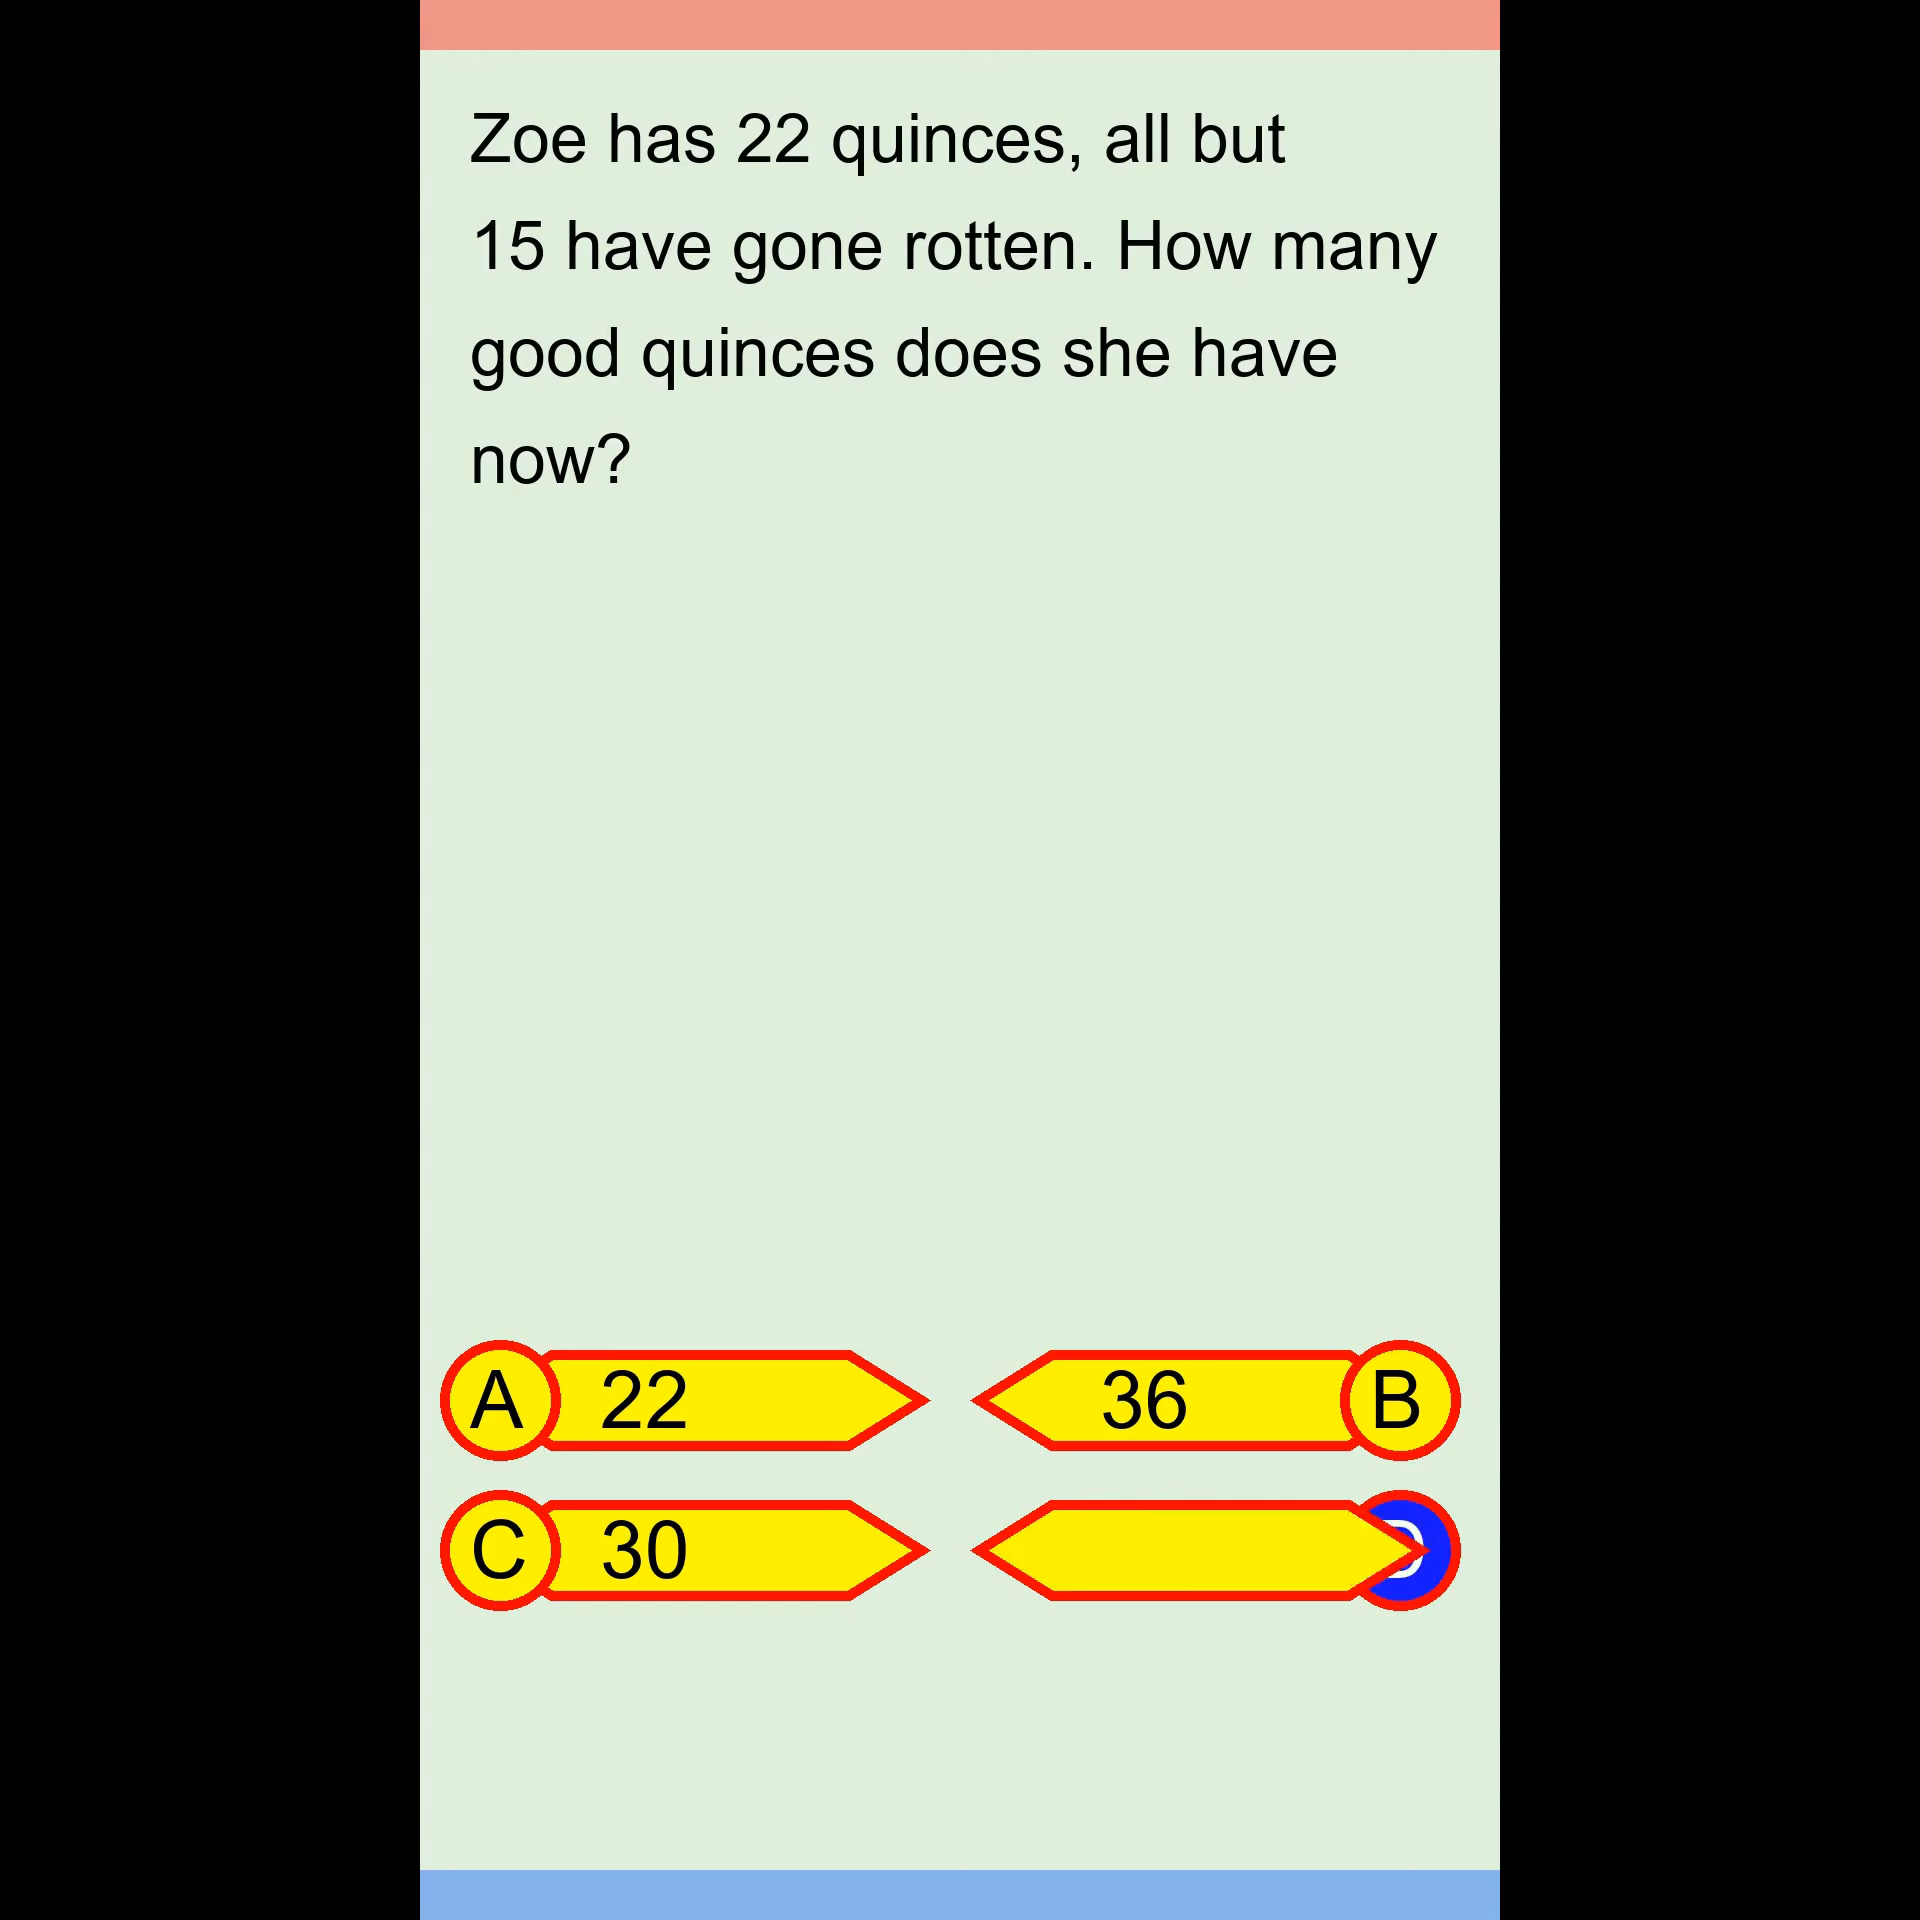 Zoe has 22 quinces, all but
15 have gone rotten. How many
good quinces does she have
now?
A 22
36 B
C 30